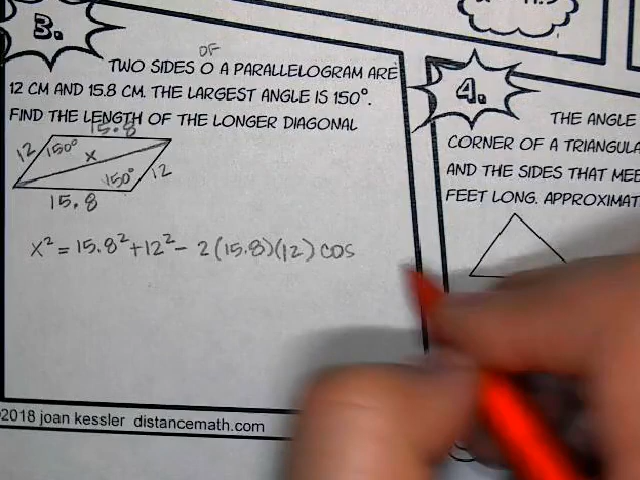 3.
OF
TWO SIDES O A PARALLELOGRAM ARE
12 CM AND 15.8 CM. THE LARGEST ANGLE IS 150°.
FIND THE LENGTH OF THE LONGER DIAGONAL
15.8
12 150° x 150° 12
15.8
x² = 15.8² + 12² - 2(15.8)(12) cos
4.
THE ANGLE
CORNER OF A TRIANGULA
AND THE SIDES THAT MEE
FEET LONG. APPROXIMAT
2018 joan kessler distancemath.com